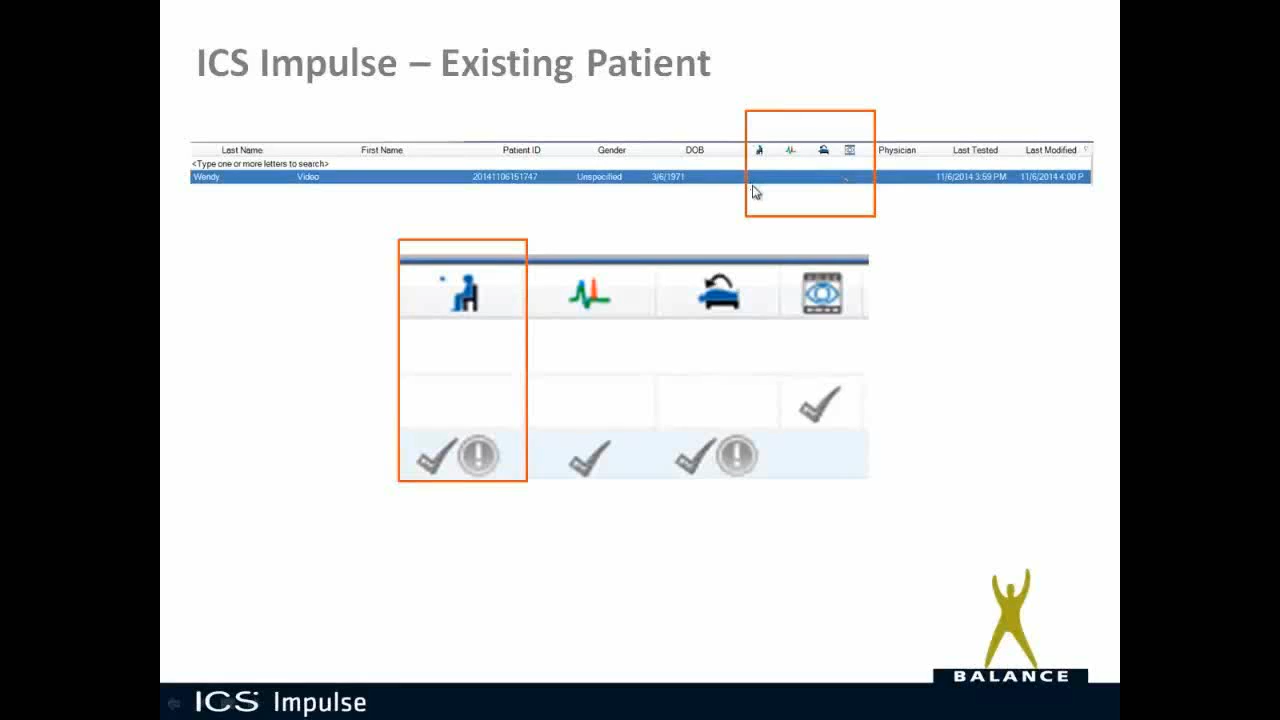 ICS Impulse – Existing Patient
Last Name First Name Patient ID Gender DOB Physician Last Tested Last Modified
<Type one or more letters to search>
Wendy Video 20141106151747 Unspecified 3/6/1971 11/6/2014 3:59 PM 11/6/2014 4:00 P
BALANCE
ICS Impulse